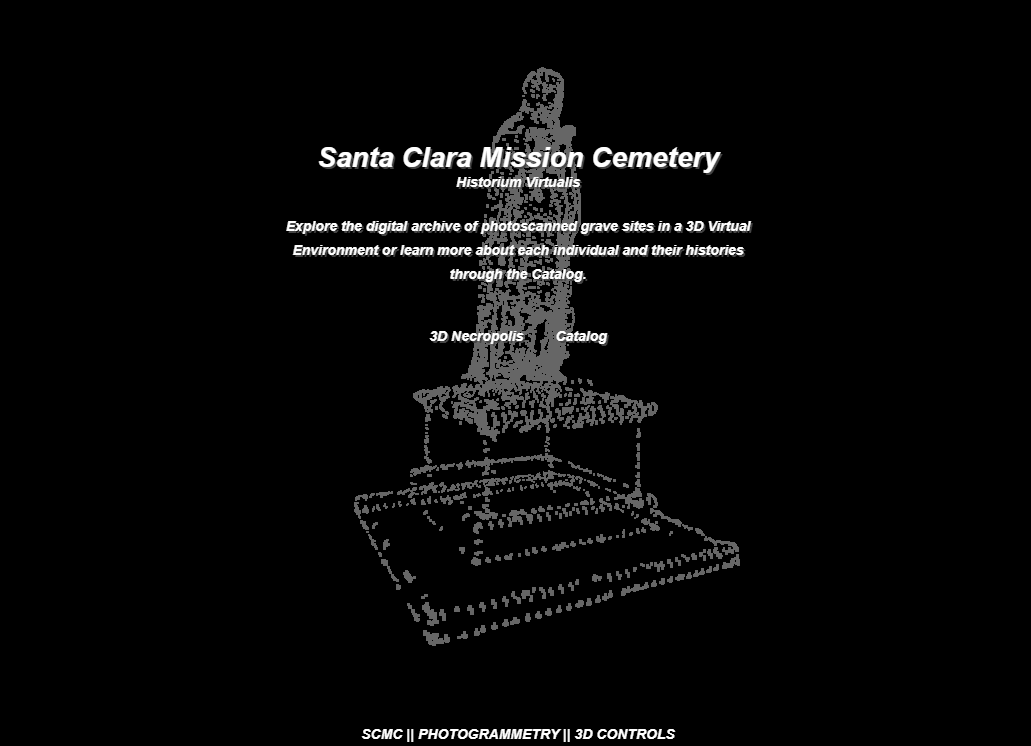 Santa Clara Mission Cemetery
Historium Virtualis
Explore the digital archive of photoscanned grave sites in a 3D Virtual
Environment or learn more about each individual and their histories
through the Catalog.
3D Necropolis Catalog
SCMC || PHOTOGRAMMETRY || 3D CONTROLS